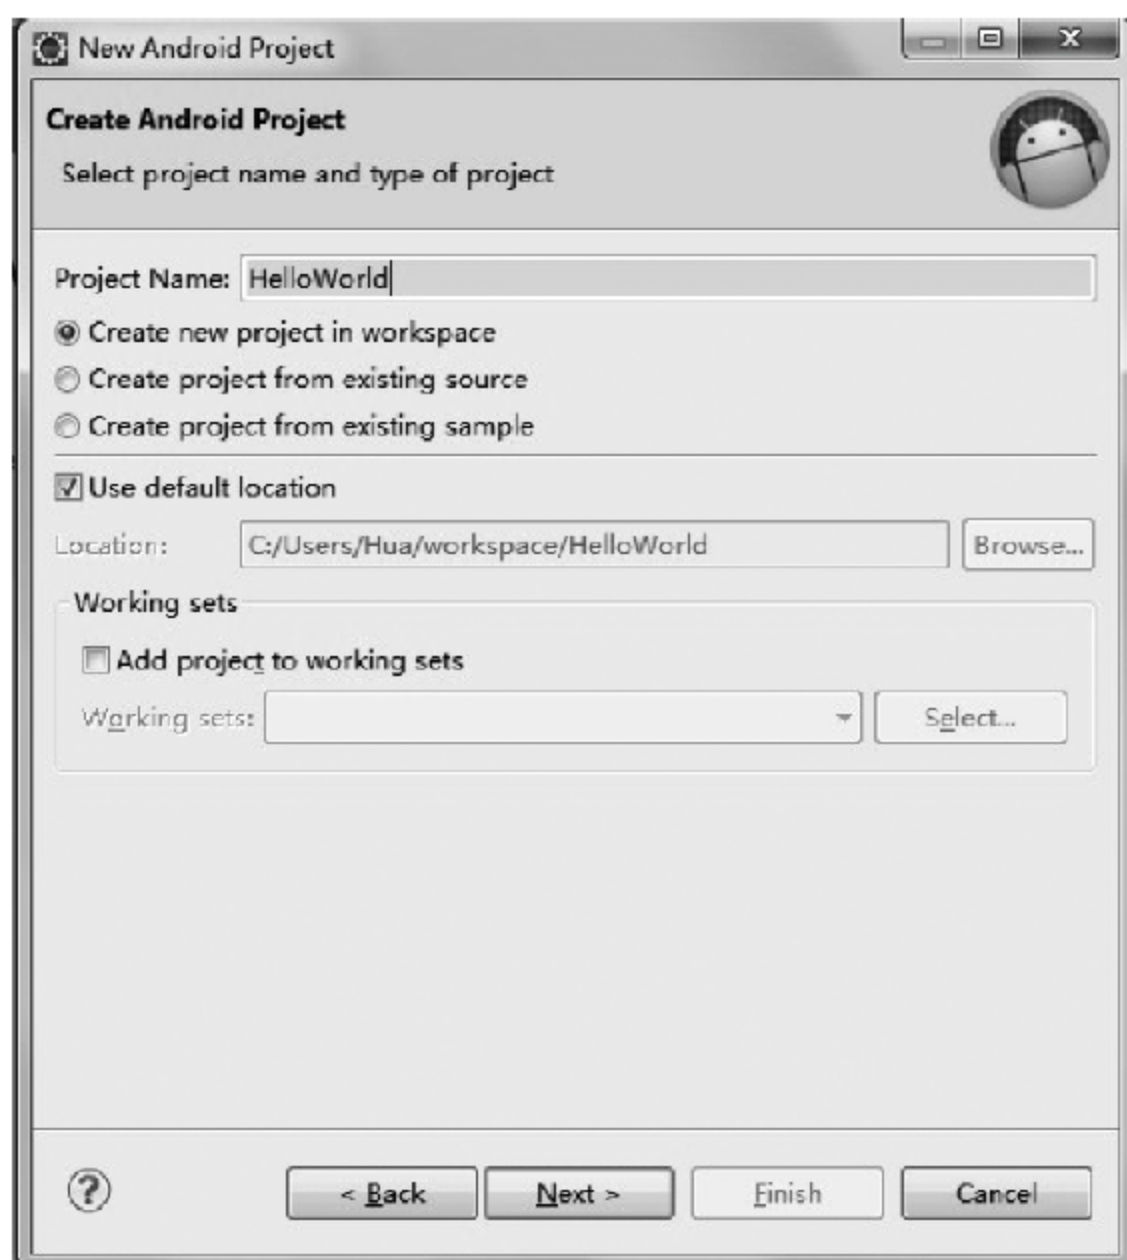 New Android Project
Create Android Project
Select project name and type of project
Project Name: HelloWorld
Create new project in workspace
Create project from existing source
Create project from existing sample
Use default location
Location: C:/Users/Hua/workspace/HelloWorld Browse...
Working sets
Add project to working sets
Working sets: Select...
? < Back Next > Finish Cancel